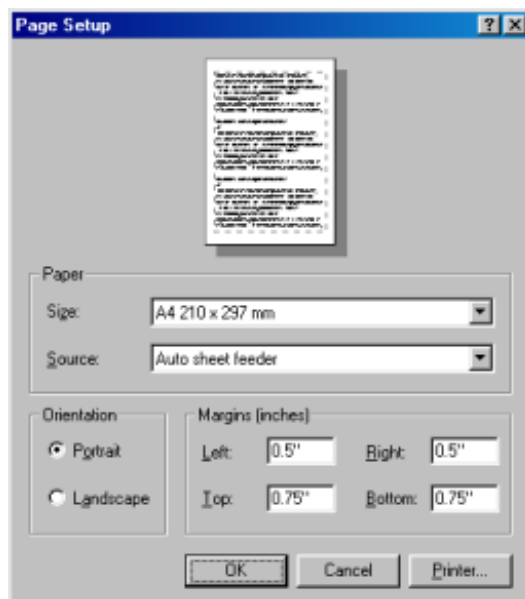 Page Setup
Paper
Size: A4 210 x 297 mm
Source: Auto sheet feeder
Orientation
Portrait
Landscape
Margins (inches)
Left: 0.5" Right: 0.5"
Top: 0.75" Bottom: 0.75"
OK Cancel Printer...